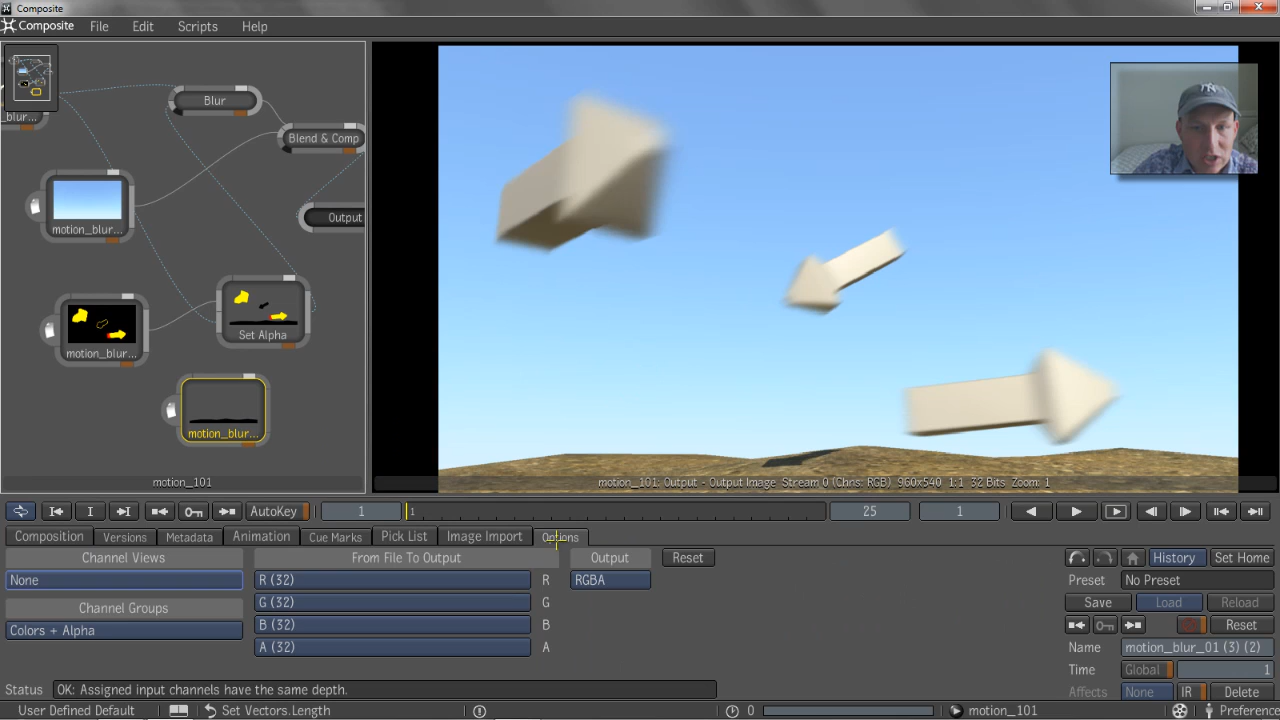 Composite
Composite File Edit Scripts Help
_blur...
Blur
Blend & Comp
motion_blur...
Output
Set Alpha
motion_blur...
motion_blur...
motion_101
motion_101: Output - Output Image Stream 0 (Chns: RGB) 960x540 1:1 32 Bits Zoom: 1
AutoKey 1 1 25 1
Composition Versions Metadata Animation Cue Marks Pick List Image Import Options
Channel Views From File To Output Output Reset History Set Home
None R (32) R RGBA Preset No Preset
Channel Groups G (32) G Save Load Reload
Colors + Alpha B (32) B Reset
A (32) A Name motion_blur_01 (3) (2)
Time Global 1
Status OK: Assigned input channels have the same depth. Affects None IR Delete
User Defined Default Set Vectors.Length 0 motion_101 Preference